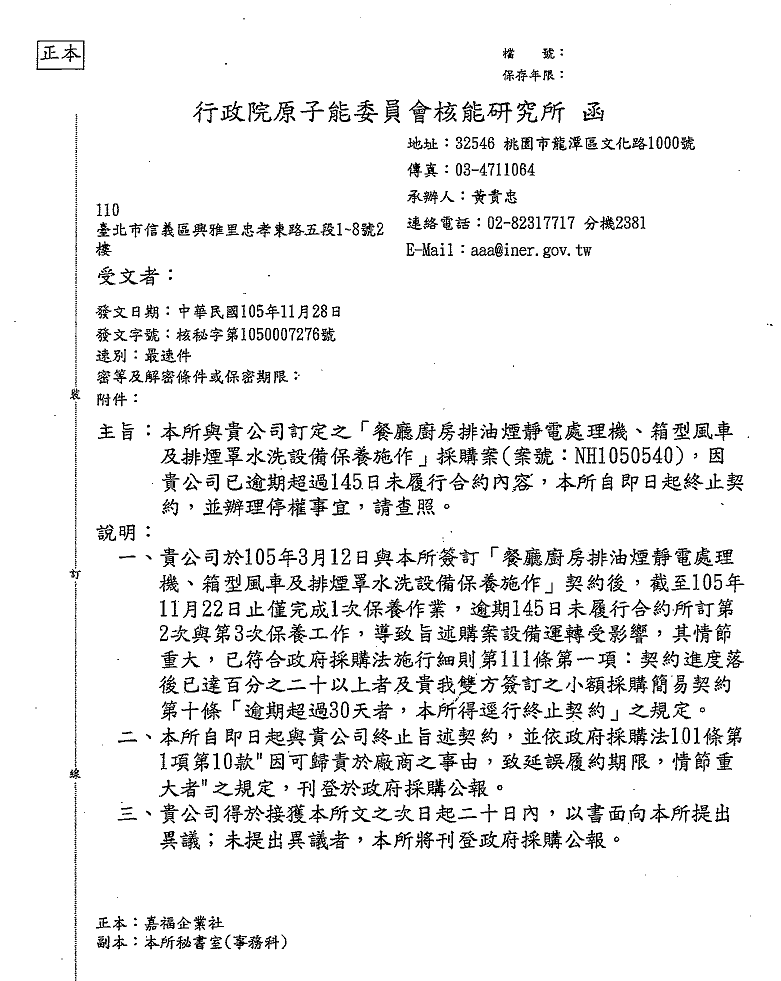 正本
檔　號：
保存年限：
行政院原子能委員會核能研究所 函
地址：32546 桃園市龍潭區文化路1000號
傳真：03-4711064
承辦人：黃貴忠
連絡電話：02-82317717 分機2381
E-Mail：aaa@iner.gov.tw
110
臺北市信義區興雅里忠孝東路五段1~8號2
樓
受文者：
發文日期：中華民國105年11月28日
發文字號：核秘字第1050007276號
速別：最速件
密等及解密條件或保密期限：
附件：
主旨：本所與貴公司訂定之「餐廳廚房排油煙靜電處理機、箱型風車
及排煙罩水洗設備保養施作」採購案(案號：NH1050540)，因
貴公司已逾期超過145日未履行合約內容，本所自即日起終止契
約，並辦理停權事宜，請查照。
說明：
一、貴公司於105年3月12日與本所簽訂「餐廳廚房排油煙靜電處理
機、箱型風車及排煙罩水洗設備保養施作」契約後，截至105年
11月22日止僅完成1次保養作業，逾期145日未履行合約所訂第
2次與第3次保養工作，導致旨述購案設備運轉受影響，其情節
重大，已符合政府採購法施行細則第111條第一項：契約進度落
後已達百分之二十以上者及貴我雙方簽訂之小額採購簡易契約
第十條「逾期超過30天者，本所得逕行終止契約」之規定。
二、本所自即日起與貴公司終止旨述契約，並依政府採購法101條第
1項第10款"因可歸責於廠商之事由，致延誤履約期限，情節重
大者"之規定，刊登於政府採購公報。
三、貴公司得於接獲本所文之次日起二十日內，以書面向本所提出
異議；未提出異議者，本所將刊登政府採購公報。
正本：嘉福企業社
副本：本所秘書室(事務科)
裝
訂
線